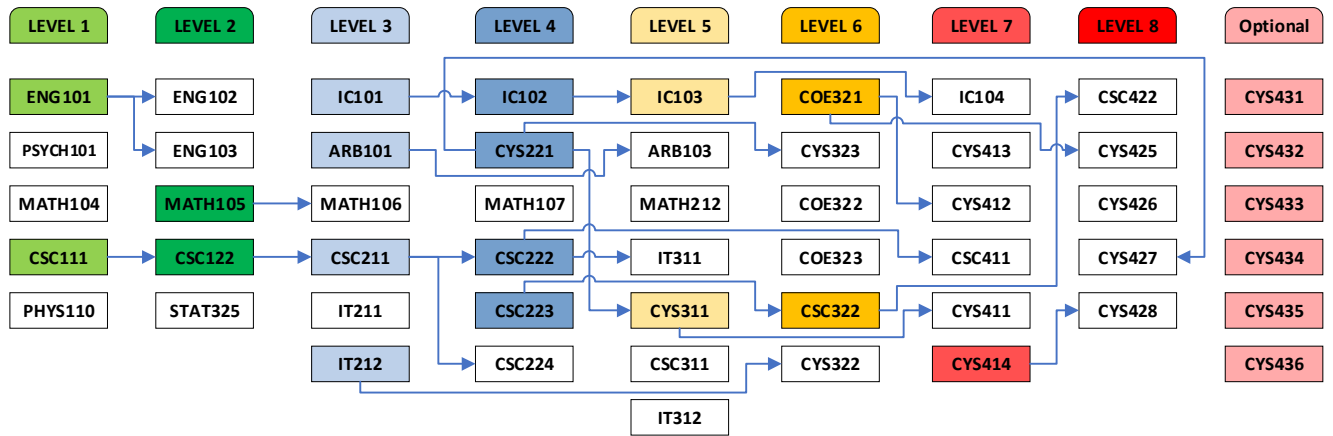 LEVEL 1 LEVEL 2 LEVEL 3 LEVEL 4 LEVEL 5 LEVEL 6 LEVEL 7 LEVEL 8 Optional
ENG101 ENG102 IC101 IC102 IC103 COE321 IC104 CSC422 CYS431
PSYCH101 ENG103 ARB101 CYS221 ARB103 CYS323 CYS413 CYS425 CYS432
MATH104 MATH105 MATH106 MATH107 MATH212 COE322 CYS412 CYS426 CYS433
CSC111 CSC122 CSC211 CSC222 IT311 COE323 CSC411 CYS427 CYS434
PHYS110 STAT325 IT211 CSC223 CYS311 CSC322 CYS411 CYS428 CYS435
IT212 CSC224 CSC311 CYS322 CYS414 CYS436
IT312